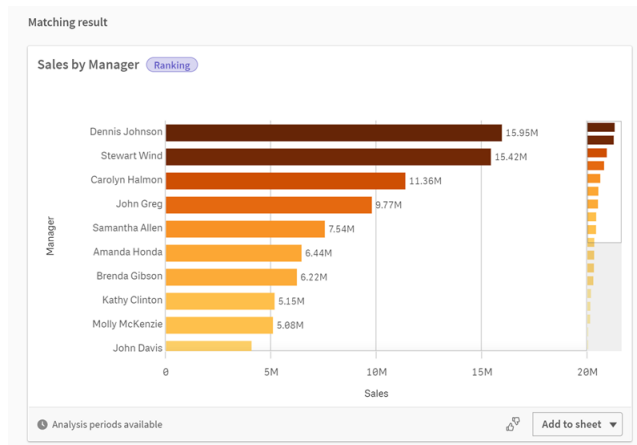 Matching result
Sales by Manager Ranking
Dennis Johnson 15.95M
Stewart Wind 15.42M
Carolyn Halmon 11.36M
John Greg 9.77M
Samantha Allen 7.54M
Manager
Amanda Honda 6.44M
Brenda Gibson 6.22M
Kathy Clinton 5.15M
Molly McKenzie 5.08M
John Davis
0 5M 10M 15M 20M
Sales
Analysis periods available Add to sheet